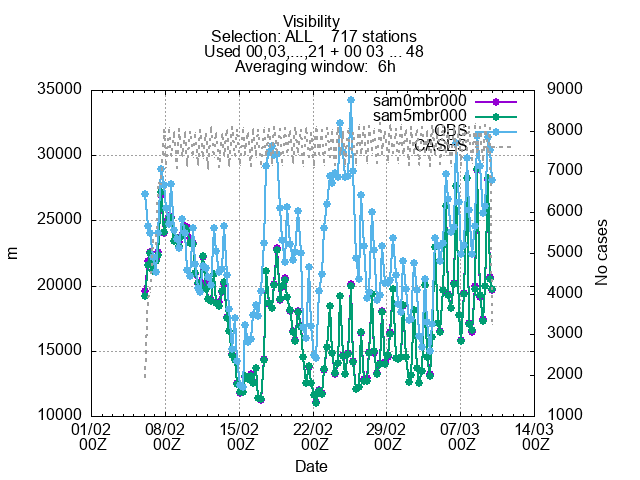 Visibility
Selection: ALL 717 stations
Used 00,03,...,21 + 00 03 ... 48
Averaging window: 6h
35000
30000
25000
20000
15000
10000
m
9000
8000
7000
6000
5000
4000
3000
2000
1000
No cases
sam0mbr000
sam5mbr000
OBS
CASES
01/02 08/02 15/02 22/02 29/02 07/03 14/03
00Z 00Z 00Z 00Z 00Z 00Z 00Z
Date